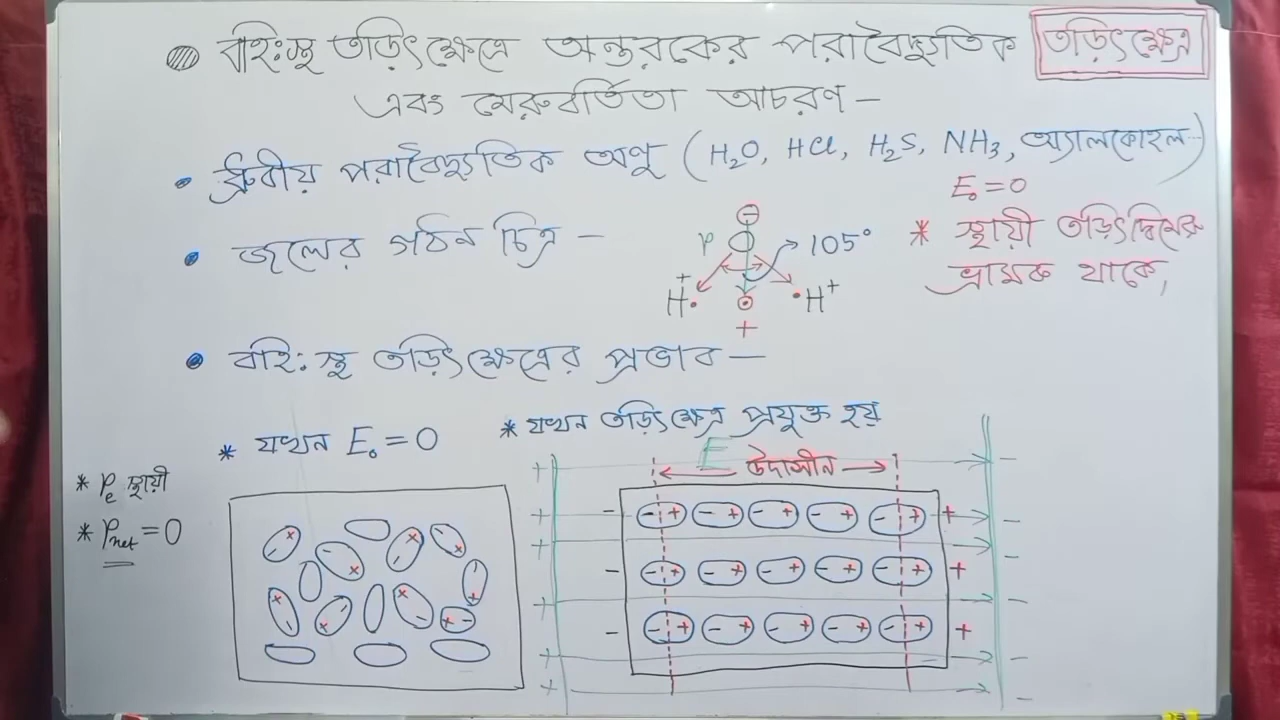 বহিঃস্থ তড়িৎক্ষেত্রে অন্তরকের পরাবৈদ্যুতিক তড়িৎক্ষেত্র
এবং মেরুবর্তিতা আচরণ —
• ধ্রুবীয় পরাবৈদ্যুতিক অণু (H₂O, HCl, H₂S, NH₃, অ্যালকোহল...)
E₀ = 0
• জলের গঠন চিত্র —
* স্থায়ী তড়িৎদ্বিমেরু
ভ্রামক থাকে,
−
P O 105°
H⁺ H⁺
+
• বহিঃস্থ তড়িৎক্ষেত্রের প্রভাব —
* যখন E₀ = 0
* যখন তড়িৎক্ষেত্র প্রযুক্ত হয়
E
উদাসীন
* Pₑ স্থায়ী
* Pnet = 0